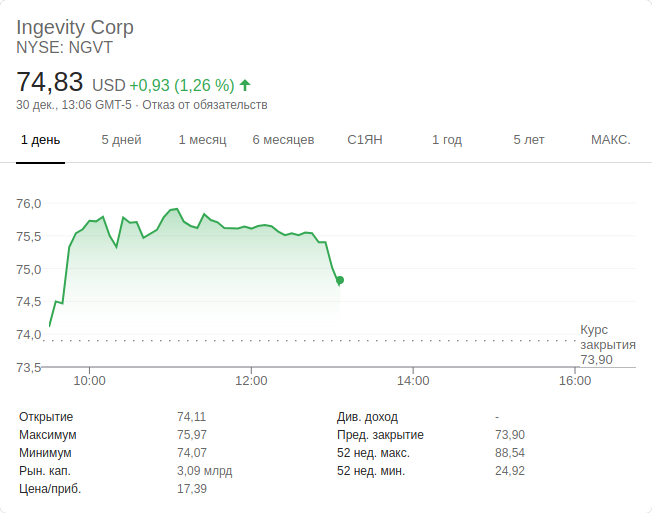 Ingevity Corp
NYSE: NGVT
74,83 USD +0,93 (1,26 %)
30 дек., 13:06 GMT-5 · Отказ от обязательств
1 день 5 дней 1 месяц 6 месяцев С1ЯН 1 год 5 лет МАКС.
76,0
75,5
75,0
74,5
74,0
73,5
Курс
закрытия
73,90
10:00 12:00 14:00 16:00
Открытие 74,11 Див. доход -
Максимум 75,97 Пред. закрытие 73,90
Минимум 74,07 52 нед. макс. 88,54
Рын. кап. 3,09 млрд 52 нед. мин. 24,92
Цена/приб. 17,39